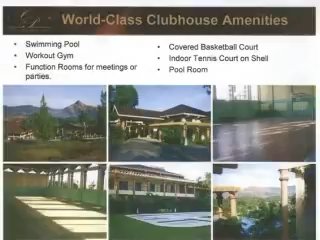 World-Class Clubhouse Amenities
• Swimming Pool
• Workout Gym
• Function Rooms for meetings or
parties.
• Covered Basketball Court
• Indoor Tennis Court on Shell
• Pool Room